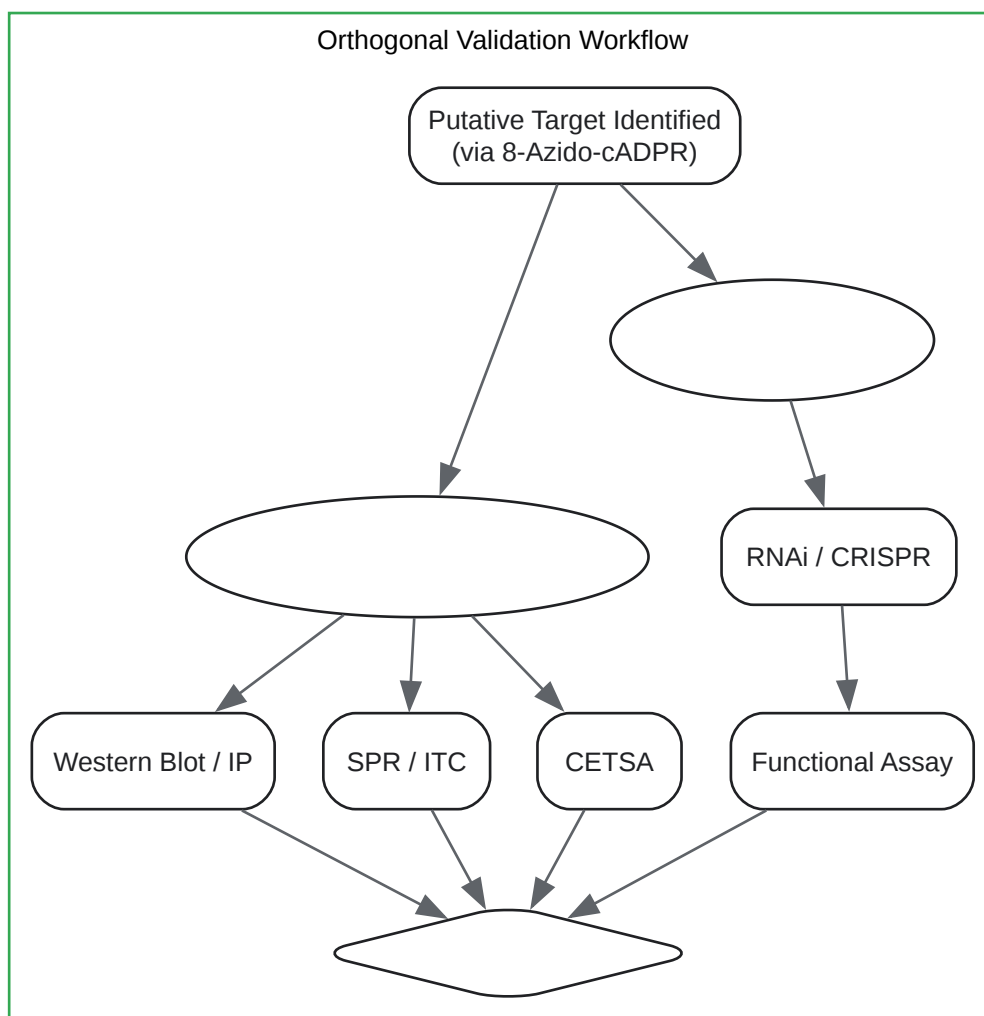 Orthogonal Validation Workflow
Putative Target Identified
(via 8-Azido-cADPR)
RNAi / CRISPR
Western Blot / IP
SPR / ITC
CETSA
Functional Assay